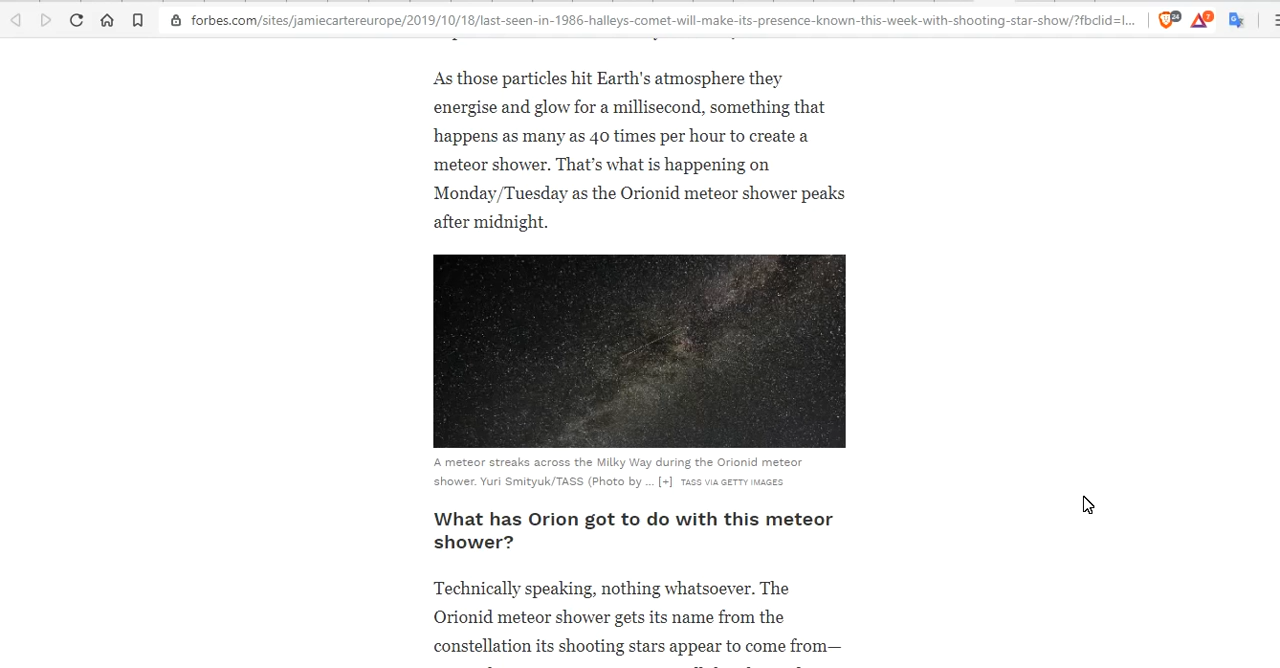 forbes.com/sites/jamiecartereurope/2019/10/18/last-seen-in-1986-halleys-comet-will-make-its-presence-known-this-week-with-shooting-star-show/?fbclid=I...
24
7
As those particles hit Earth's atmosphere they
energise and glow for a millisecond, something that
happens as many as 40 times per hour to create a
meteor shower. That’s what is happening on
Monday/Tuesday as the Orionid meteor shower peaks
after midnight.
A meteor streaks across the Milky Way during the Orionid meteor
shower. Yuri Smityuk/TASS (Photo by ... [+] TASS VIA GETTY IMAGES
What has Orion got to do with this meteor
shower?
Technically speaking, nothing whatsoever. The
Orionid meteor shower gets its name from the
constellation its shooting stars appear to come from—